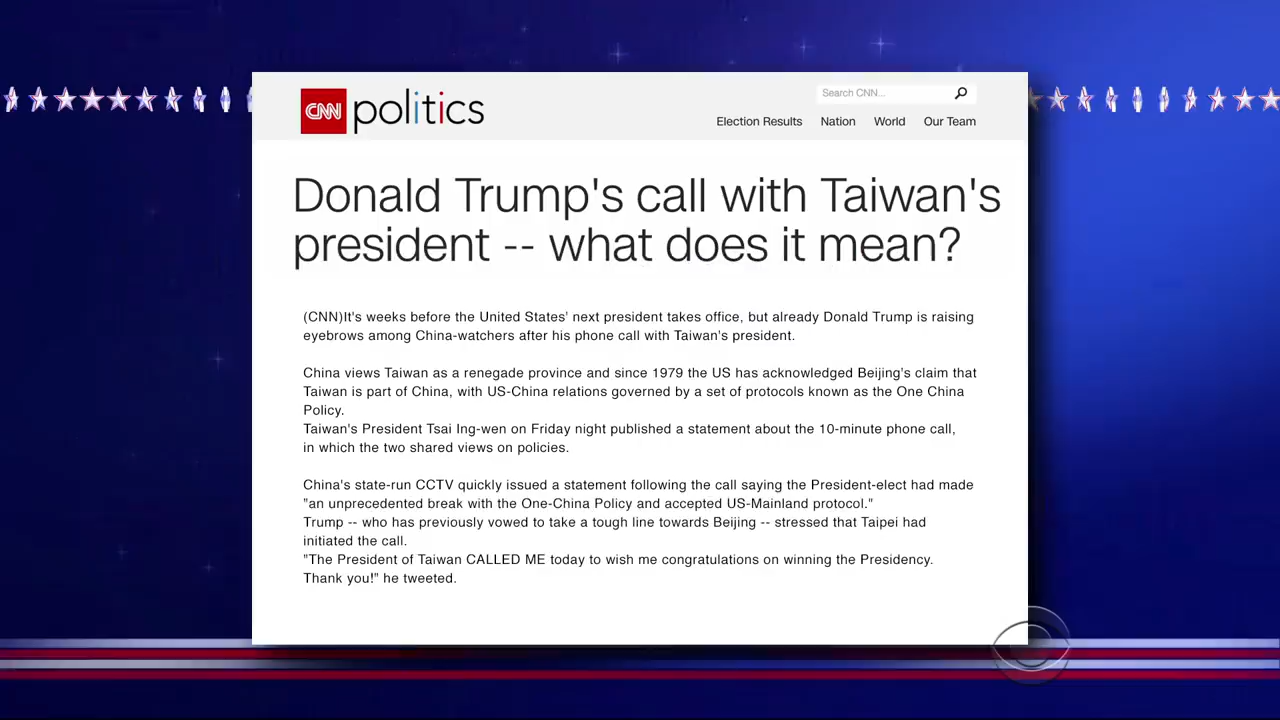 CNN politics
Search CNN...
Election Results Nation World Our Team
Donald Trump's call with Taiwan's
president -- what does it mean?
(CNN)It's weeks before the United States' next president takes office, but already Donald Trump is raising
eyebrows among China-watchers after his phone call with Taiwan's president.
China views Taiwan as a renegade province and since 1979 the US has acknowledged Beijing's claim that
Taiwan is part of China, with US-China relations governed by a set of protocols known as the One China
Policy.
Taiwan's President Tsai Ing-wen on Friday night published a statement about the 10-minute phone call,
in which the two shared views on policies.
China's state-run CCTV quickly issued a statement following the call saying the President-elect had made
"an unprecedented break with the One-China Policy and accepted US-Mainland protocol."
Trump -- who has previously vowed to take a tough line towards Beijing -- stressed that Taipei had
initiated the call.
"The President of Taiwan CALLED ME today to wish me congratulations on winning the Presidency.
Thank you!" he tweeted.